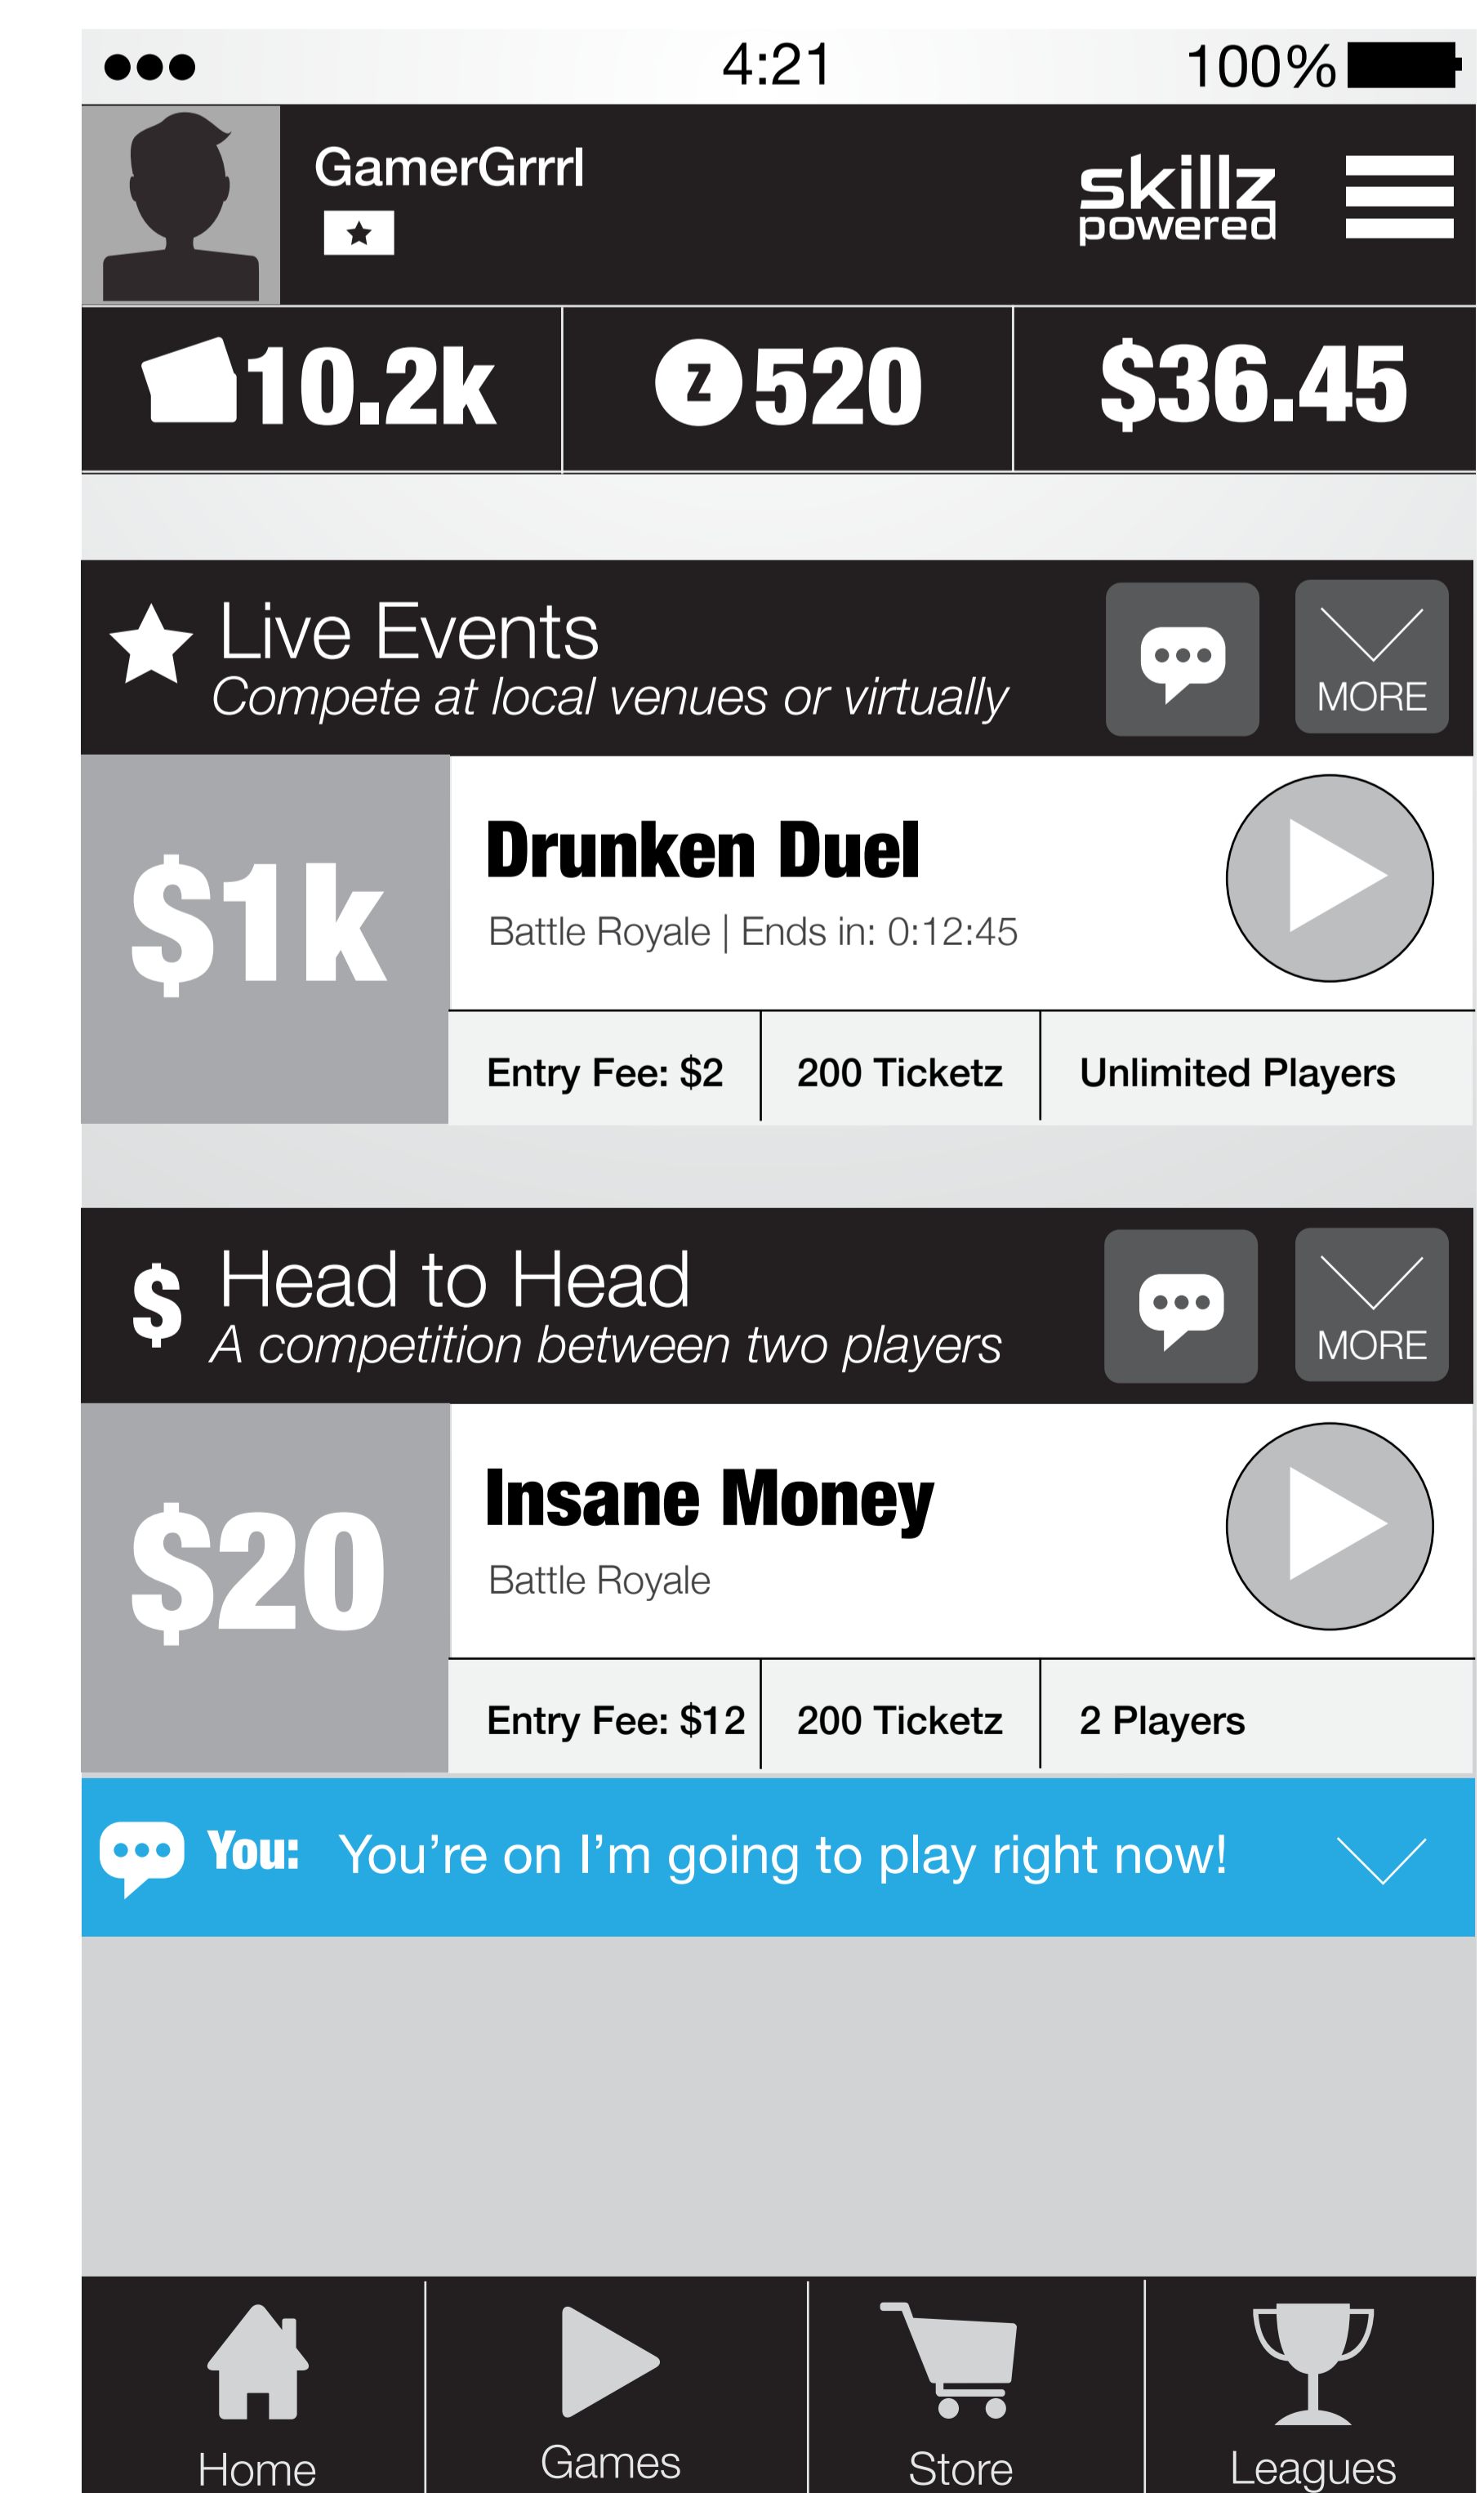 4:21 100%
GamerGrrrl
skillz
powered
10.2k z 520 $36.45
Live Events
Compete at local venues or virtually
MORE
$1k
Drunken Duel
Battle Royale | Ends in: 0:12:45
Entry Fee: $2 200 Ticketz Unlimited Players
$ Head to Head
A competition between two players
MORE
$20
Insane Money
Battle Royale
Entry Fee: $12 200 Ticketz 2 Players
You: You're on I'm going to play right now!
Home Games Store Leagues